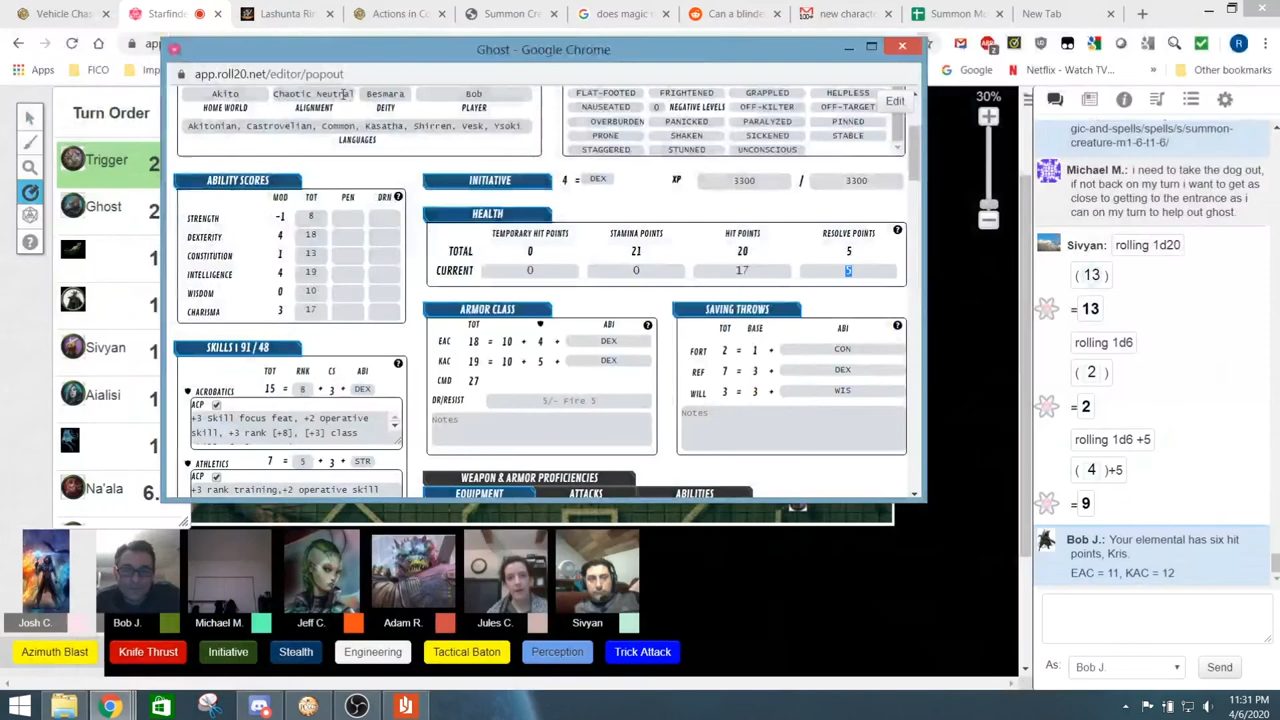 Vehicle Chas
Starfinde
Lashunta Ri
Actions in Co
Summon Cre
does magic
Can a blinde
100+
new charact
Summon Mo
New Tab
app
Apps
FICO
Google
Netflix - Watch TV...
Other bookmarks
Ghost - Google Chrome
app.roll20.net/editor/popout
Edit
Akito
Chaotic Neutral
Besmara
Bob
HOME WORLD
ALIGNMENT
DEITY
PLAYER
Akitonian, Castrovelian, Common, Kasatha, Shirren, Vesk, Ysoki
LANGUAGES
FLAT-FOOTED FRIGHTENED GRAPPLED HELPLESS
NAUSEATED 0 NEGATIVE LEVELS OFF-KILTER OFF-TARGET
OVERBURDEN PANICKED PARALYZED PINNED
PRONE SHAKEN SICKENED STABLE
STAGGERED STUNNED UNCONSCIOUS
ABILITY SCORES
MOD TOT PEN DRN
STRENGTH -1 8
DEXTERITY 4 18
CONSTITUTION 1 13
INTELLIGENCE 4 19
WISDOM 0 10
CHARISMA 3 17
INITIATIVE 4 = DEX XP 3300 / 3300
HEALTH
TEMPORARY HIT POINTS STAMINA POINTS HIT POINTS RESOLVE POINTS
TOTAL 0 21 20 5
CURRENT 0 0 17 5
ARMOR CLASS
TOT ABI
EAC 18 = 10 + 4 + DEX
KAC 19 = 10 + 5 + DEX
CMD 27
DR/RESIST 5/- Fire 5
Notes
SAVING THROWS
TOT BASE ABI
FORT 2 = 1 + CON
REF 7 = 3 + DEX
WILL 3 = 3 + WIS
Notes
SKILLS | 91 / 48
TOT RNK CS ABI
ACROBATICS 15 = 8 + 3 + DEX
ACP
+3 Skill focus feat, +2 Operative
skill, +3 rank [+8], [+3] class
ATHLETICS 7 = 5 + 3 + STR
ACP
+3 rank training,+2 operative skill
WEAPON & ARMOR PROFICIENCIES
EQUIPMENT ATTACKS ABILITIES
Turn Order
Trigger 2
Ghost 2
1
1
Sivyan 1
Aialisi 1
1
Na'ala 6.
30%
gic-and-spells/spells/s/summon-
creature-m1-6-t1-6/
Michael M.: i need to take the dog out,
if not back on my turn i want to get as
close to getting to the entrance as i
can on my turn to help out ghost.
Sivyan: rolling 1d20
( 13 )
= 13
rolling 1d6
( 2 )
= 2
rolling 1d6 +5
( 4 )+5
= 9
Bob J.: Your elemental has six hit
points, Kris.
EAC = 11, KAC = 12
As: Bob J. Send
Josh C.
Bob J.
Michael M.
Jeff C.
Adam R.
Jules C.
Sivyan
Azimuth Blast
Knife Thrust
Initiative
Stealth
Engineering
Tactical Baton
Perception
Trick Attack
11:31 PM
4/6/2020